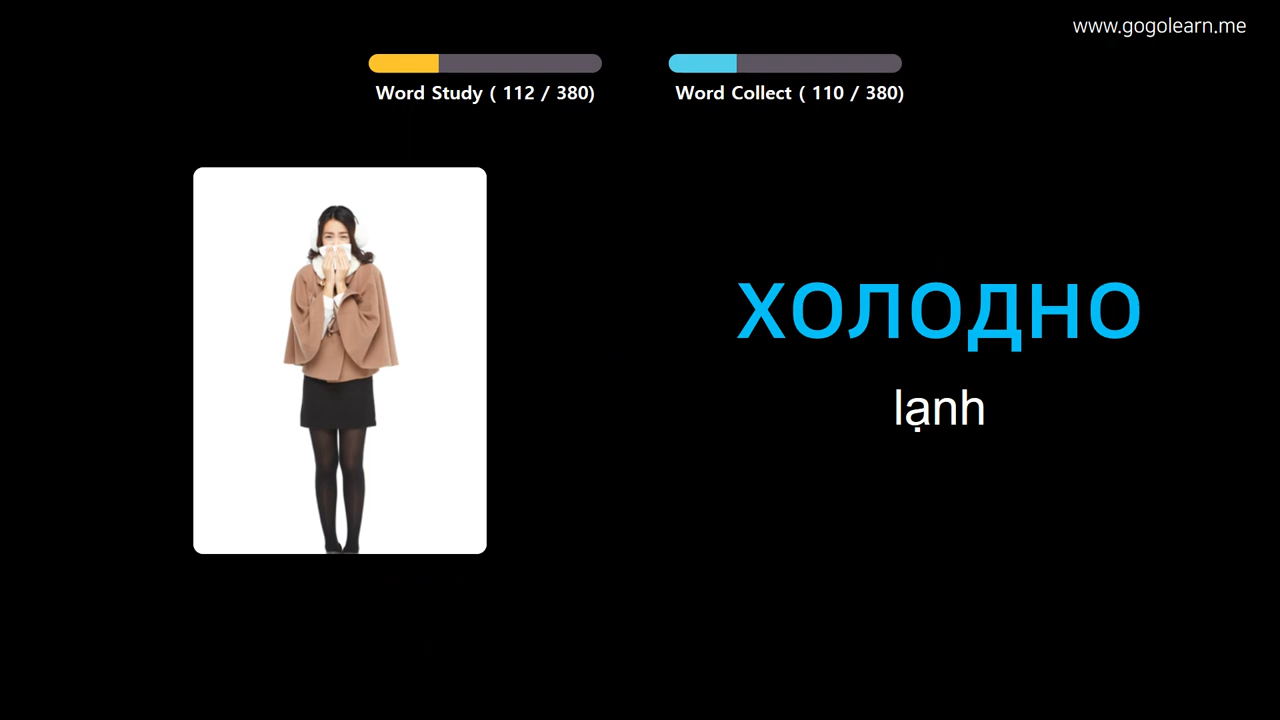 www.gogolearn.me
Word Study ( 112 / 380)
Word Collect ( 110 / 380)
холодно
lạnh